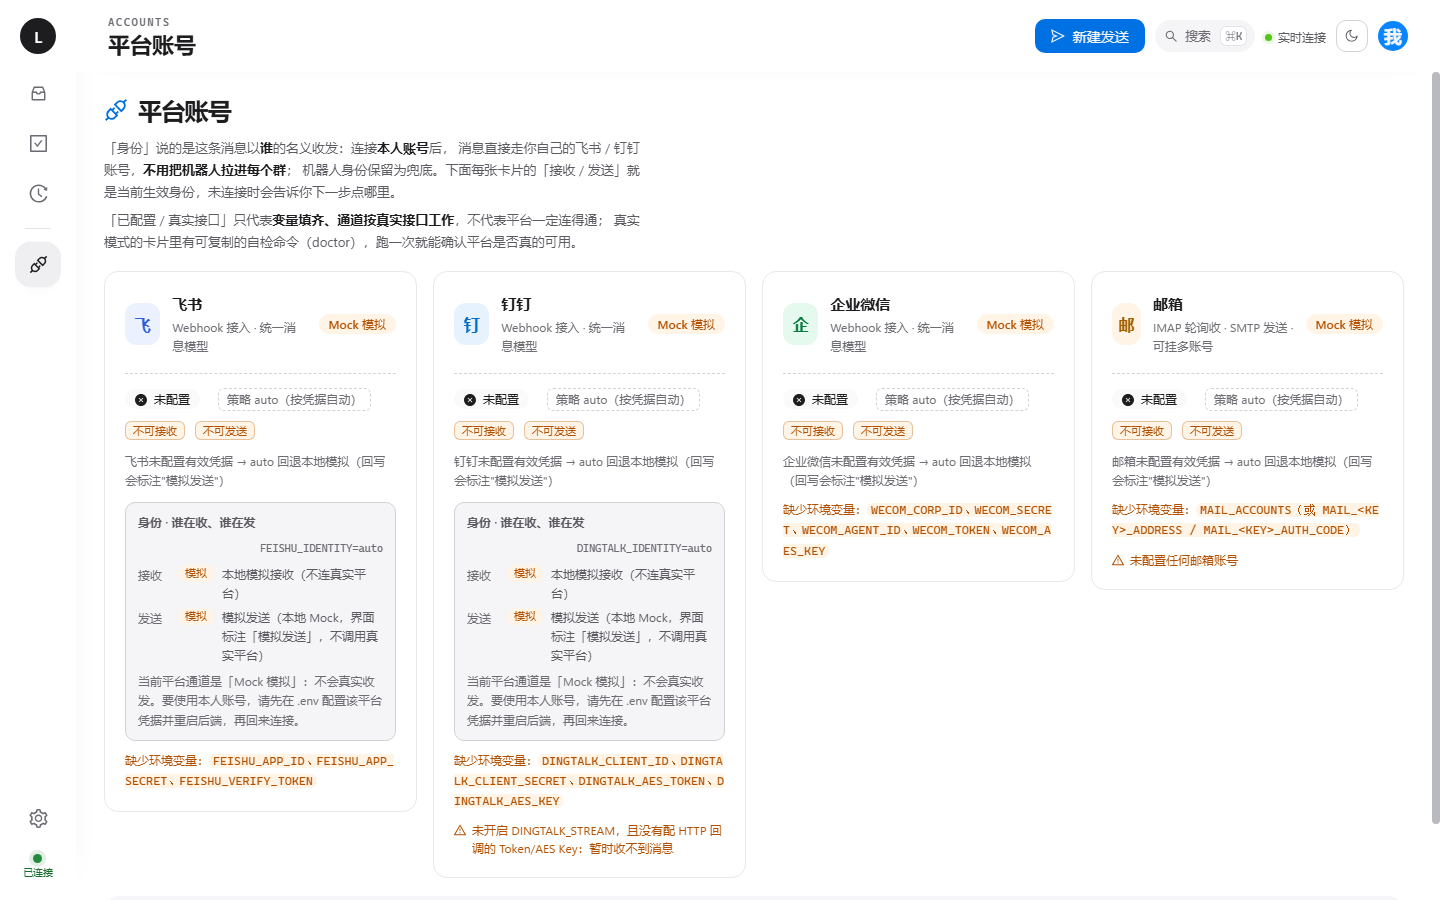 L
ACCOUNTS
平台账号
新建发送
搜索
⌘K
实时连接
我
平台账号
「身份」说的是这条消息以谁的名义收发：连接本人账号后， 消息直接走你自己的飞书 / 钉钉
账号，不用把机器人拉进每个群； 机器人身份保留为兜底。下面每张卡片的「接收 / 发送」就
是当前生效身份，未连接时会告诉你下一步点哪里。
「已配置 / 真实接口」只代表变量填齐、通道按真实接口工作，不代表平台一定连得通； 真实
模式的卡片里有可复制的自检命令（doctor），跑一次就能确认平台是否真的可用。
飞
飞书
Webhook 接入 · 统一消
息模型
Mock 模拟
未配置
策略 auto（按凭据自动）
不可接收
不可发送
飞书未配置有效凭据 → auto 回退本地模拟（回写
会标注"模拟发送"）
身份 · 谁在收、谁在发
FEISHU_IDENTITY=auto
接收
模拟
本地模拟接收（不连真实平
台）
发送
模拟
模拟发送（本地 Mock，界面
标注「模拟发送」，不调用真
实平台）
当前平台通道是「Mock 模拟」：不会真实收
发。要使用本人账号，请先在 .env 配置该平台
凭据并重启后端，再回来连接。
缺少环境变量： FEISHU_APP_ID、FEISHU_APP_
SECRET、FEISHU_VERIFY_TOKEN
钉
钉钉
Webhook 接入 · 统一消
息模型
Mock 模拟
未配置
策略 auto（按凭据自动）
不可接收
不可发送
钉钉未配置有效凭据 → auto 回退本地模拟（回写
会标注"模拟发送"）
身份 · 谁在收、谁在发
DINGTALK_IDENTITY=auto
接收
模拟
本地模拟接收（不连真实平
台）
发送
模拟
模拟发送（本地 Mock，界面
标注「模拟发送」，不调用真
实平台）
当前平台通道是「Mock 模拟」：不会真实收
发。要使用本人账号，请先在 .env 配置该平台
凭据并重启后端，再回来连接。
缺少环境变量： DINGTALK_CLIENT_ID、DINGTA
LK_CLIENT_SECRET、DINGTALK_AES_TOKEN、D
INGTALK_AES_KEY
未开启 DINGTALK_STREAM，且没有配 HTTP 回
调的 Token/AES Key：暂时收不到消息
企
企业微信
Webhook 接入 · 统一消
息模型
Mock 模拟
未配置
策略 auto（按凭据自动）
不可接收
不可发送
企业微信未配置有效凭据 → auto 回退本地模拟
（回写会标注"模拟发送"）
缺少环境变量： WECOM_CORP_ID、WECOM_SECRE
T、WECOM_AGENT_ID、WECOM_TOKEN、WECOM_A
ES_KEY
邮
邮箱
IMAP 轮询收 · SMTP 发送 ·
可挂多账号
Mock 模拟
未配置
策略 auto（按凭据自动）
不可接收
不可发送
邮箱未配置有效凭据 → auto 回退本地模拟（回写
会标注"模拟发送"）
缺少环境变量： MAIL_ACCOUNTS（或 MAIL_<KE
Y>_ADDRESS / MAIL_<KEY>_AUTH_CODE）
未配置任何邮箱账号
已连接